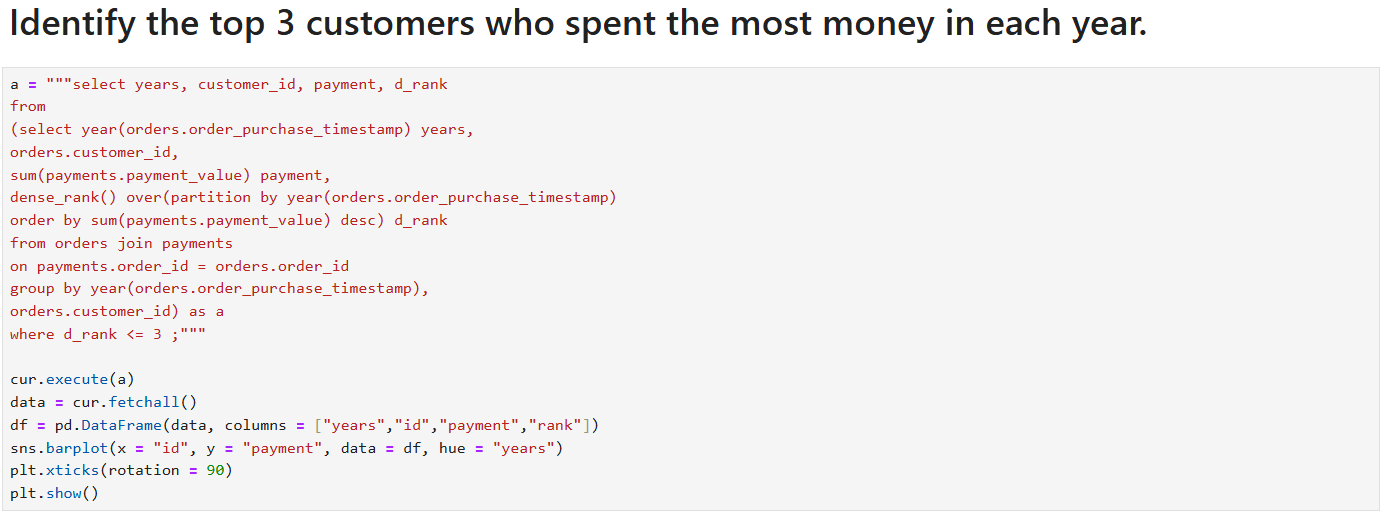 Identify the top 3 customers who spent the most money in each year.
a = """select years, customer_id, payment, d_rank
from
(select year(orders.order_purchase_timestamp) years,
orders.customer_id,
sum(payments.payment_value) payment,
dense_rank() over(partition by year(orders.order_purchase_timestamp)
order by sum(payments.payment_value) desc) d_rank
from orders join payments
on payments.order_id = orders.order_id
group by year(orders.order_purchase_timestamp),
orders.customer_id) as a
where d_rank <= 3 ;"""
cur.execute(a)
data = cur.fetchall()
df = pd.DataFrame(data, columns = ["years","id","payment","rank"])
sns.barplot(x = "id", y = "payment", data = df, hue = "years")
plt.xticks(rotation = 90)
plt.show()